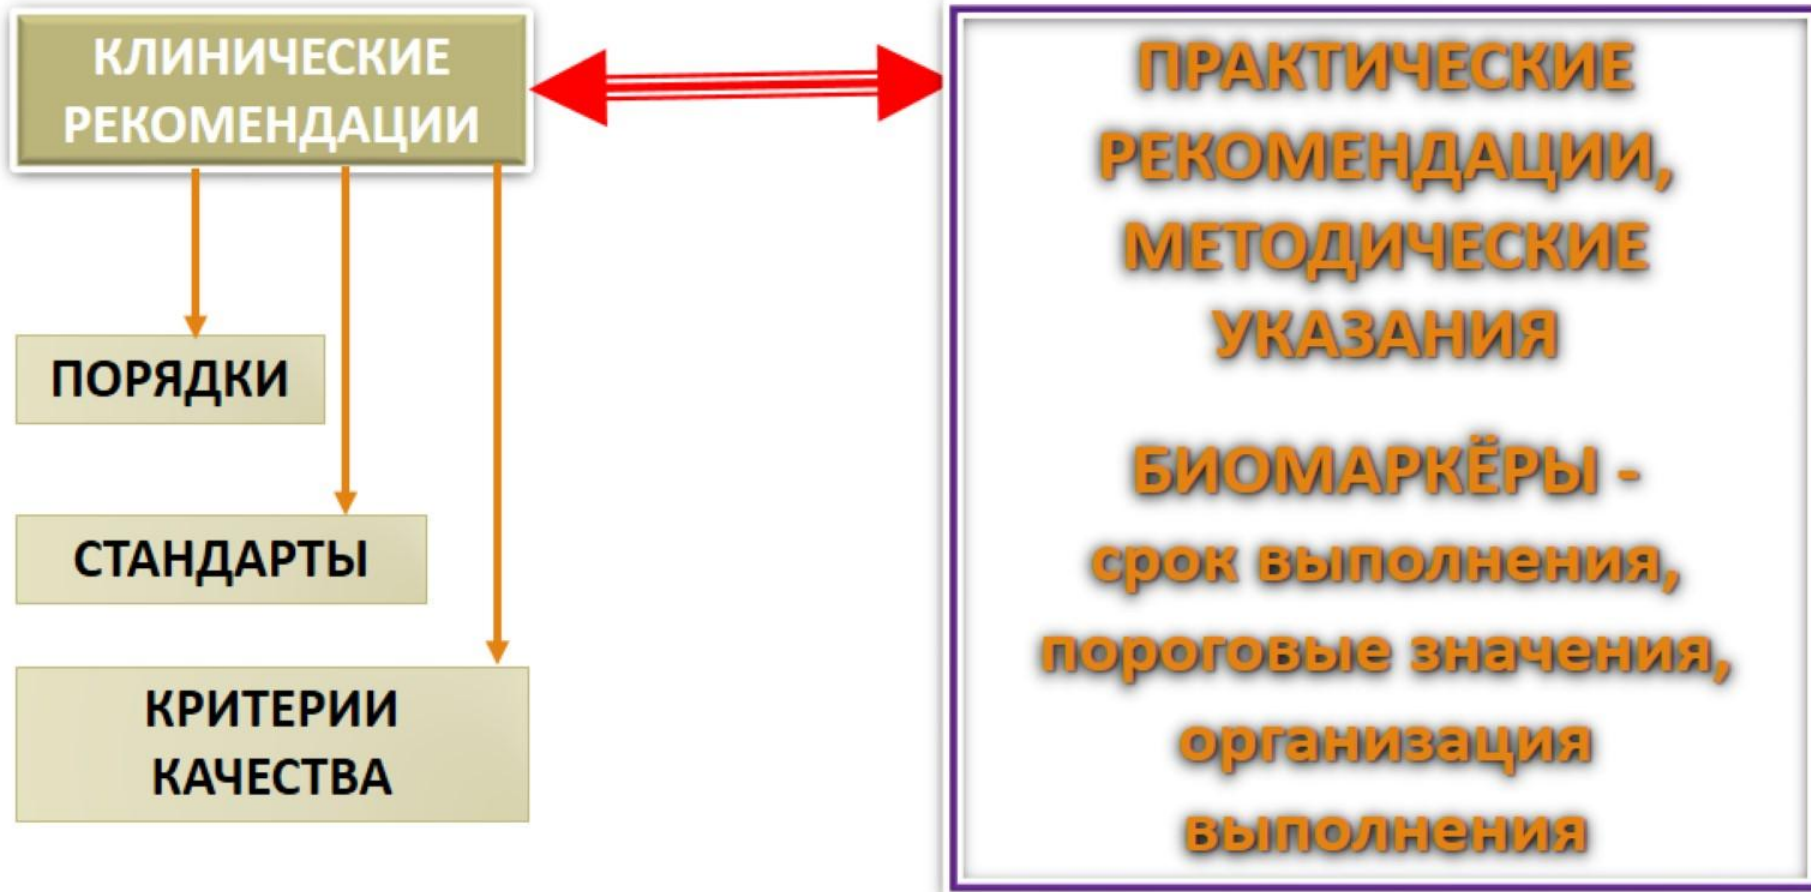 КЛИНИЧЕСКИЕ
РЕКОМЕНДАЦИИ
ПОРЯДКИ
СТАНДАРТЫ
КРИТЕРИИ
КАЧЕСТВА
ПРАКТИЧЕСКИЕ
РЕКОМЕНДАЦИИ,
МЕТОДИЧЕСКИЕ
УКАЗАНИЯ
БИОМАРКЁРЫ -
срок выполнения,
пороговые значения,
организация
выполнения